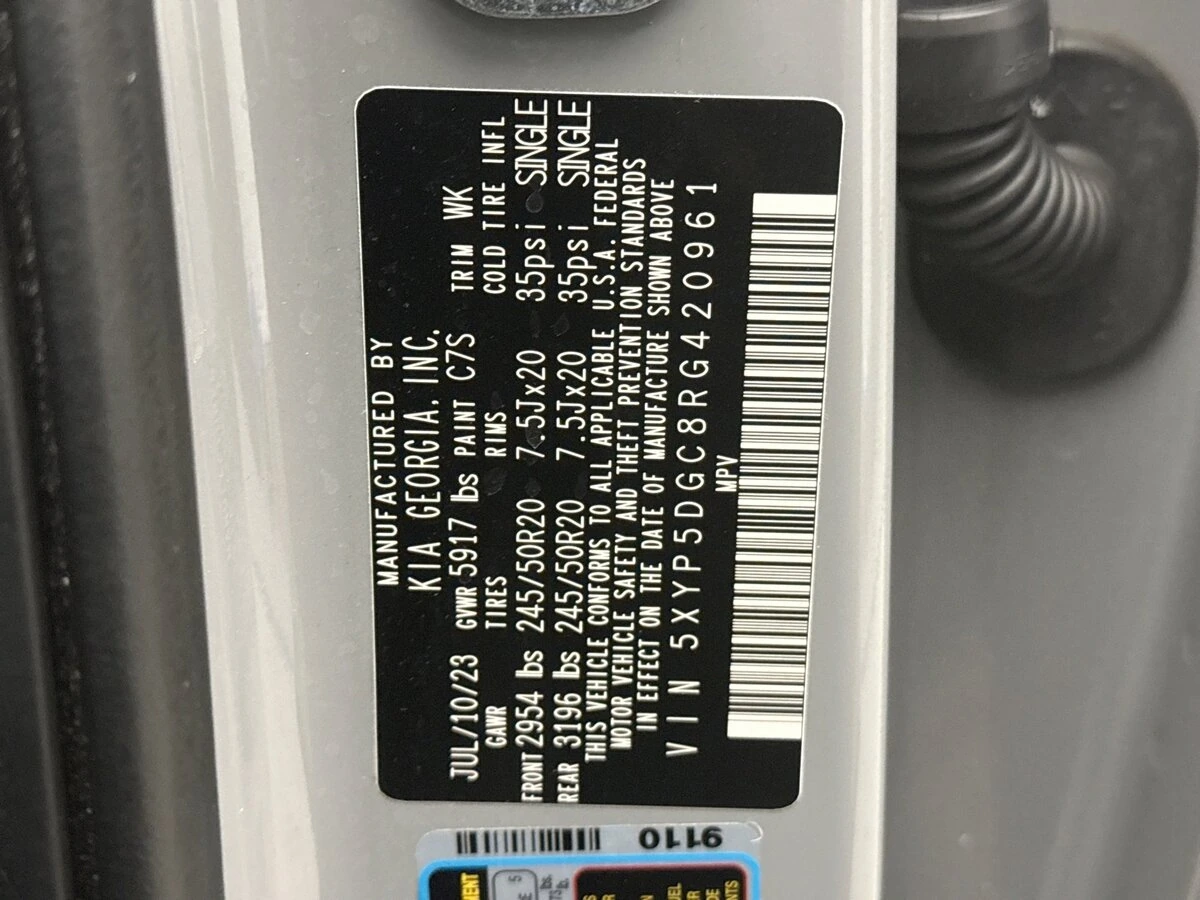 MANUFACTURED BY
KIA GEORGIA, INC.
JUL/10/23 GVWR 5917 lbs PAINT C7S TRIM WK
GAWR TIRES RIMS COLD TIRE INFL
FRONT 2954 lbs 245/50R20 7.5Jx20 35psi SINGLE
REAR 3196 lbs 245/50R20 7.5Jx20 35psi SINGLE
THIS VEHICLE CONFORMS TO ALL APPLICABLE U.S.A. FEDERAL
MOTOR VEHICLE SAFETY AND THEFT PREVENTION STANDARDS
IN EFFECT ON THE DATE OF MANUFACTURE SHOWN ABOVE
VIN 5XYP5DGC8RG420961
MPV
9110